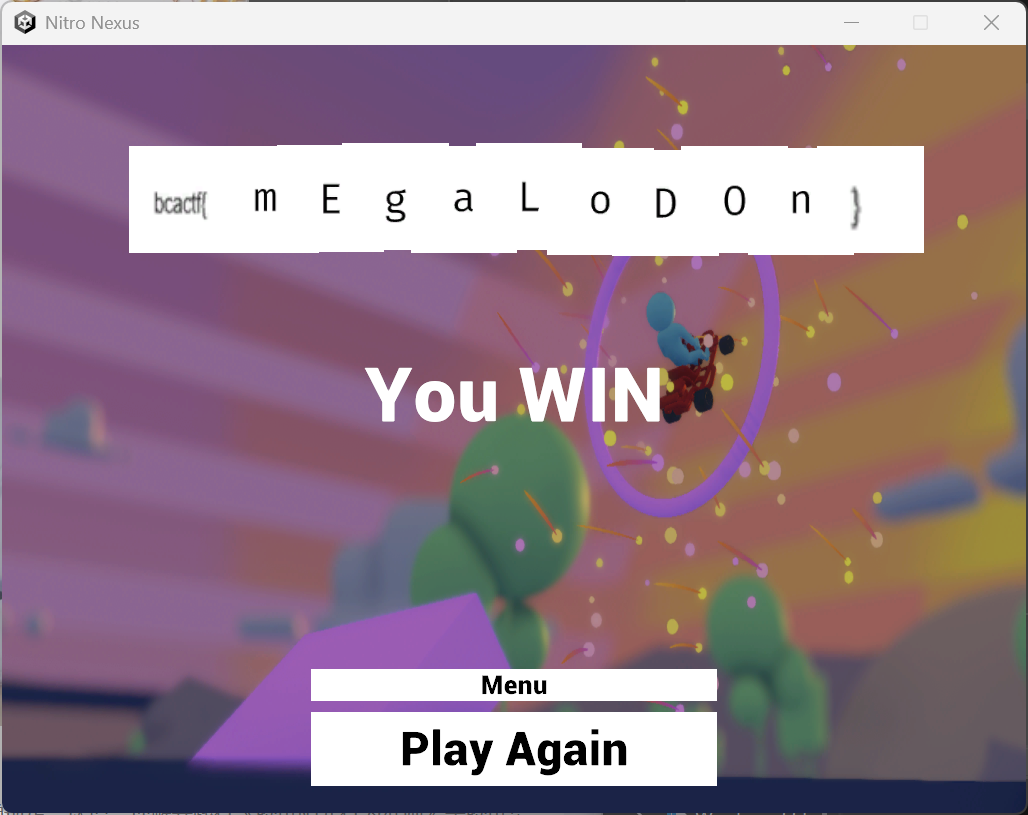 Nitro Nexus
bcactf{ m E g a L o D O n }
You WIN
Menu
Play Again